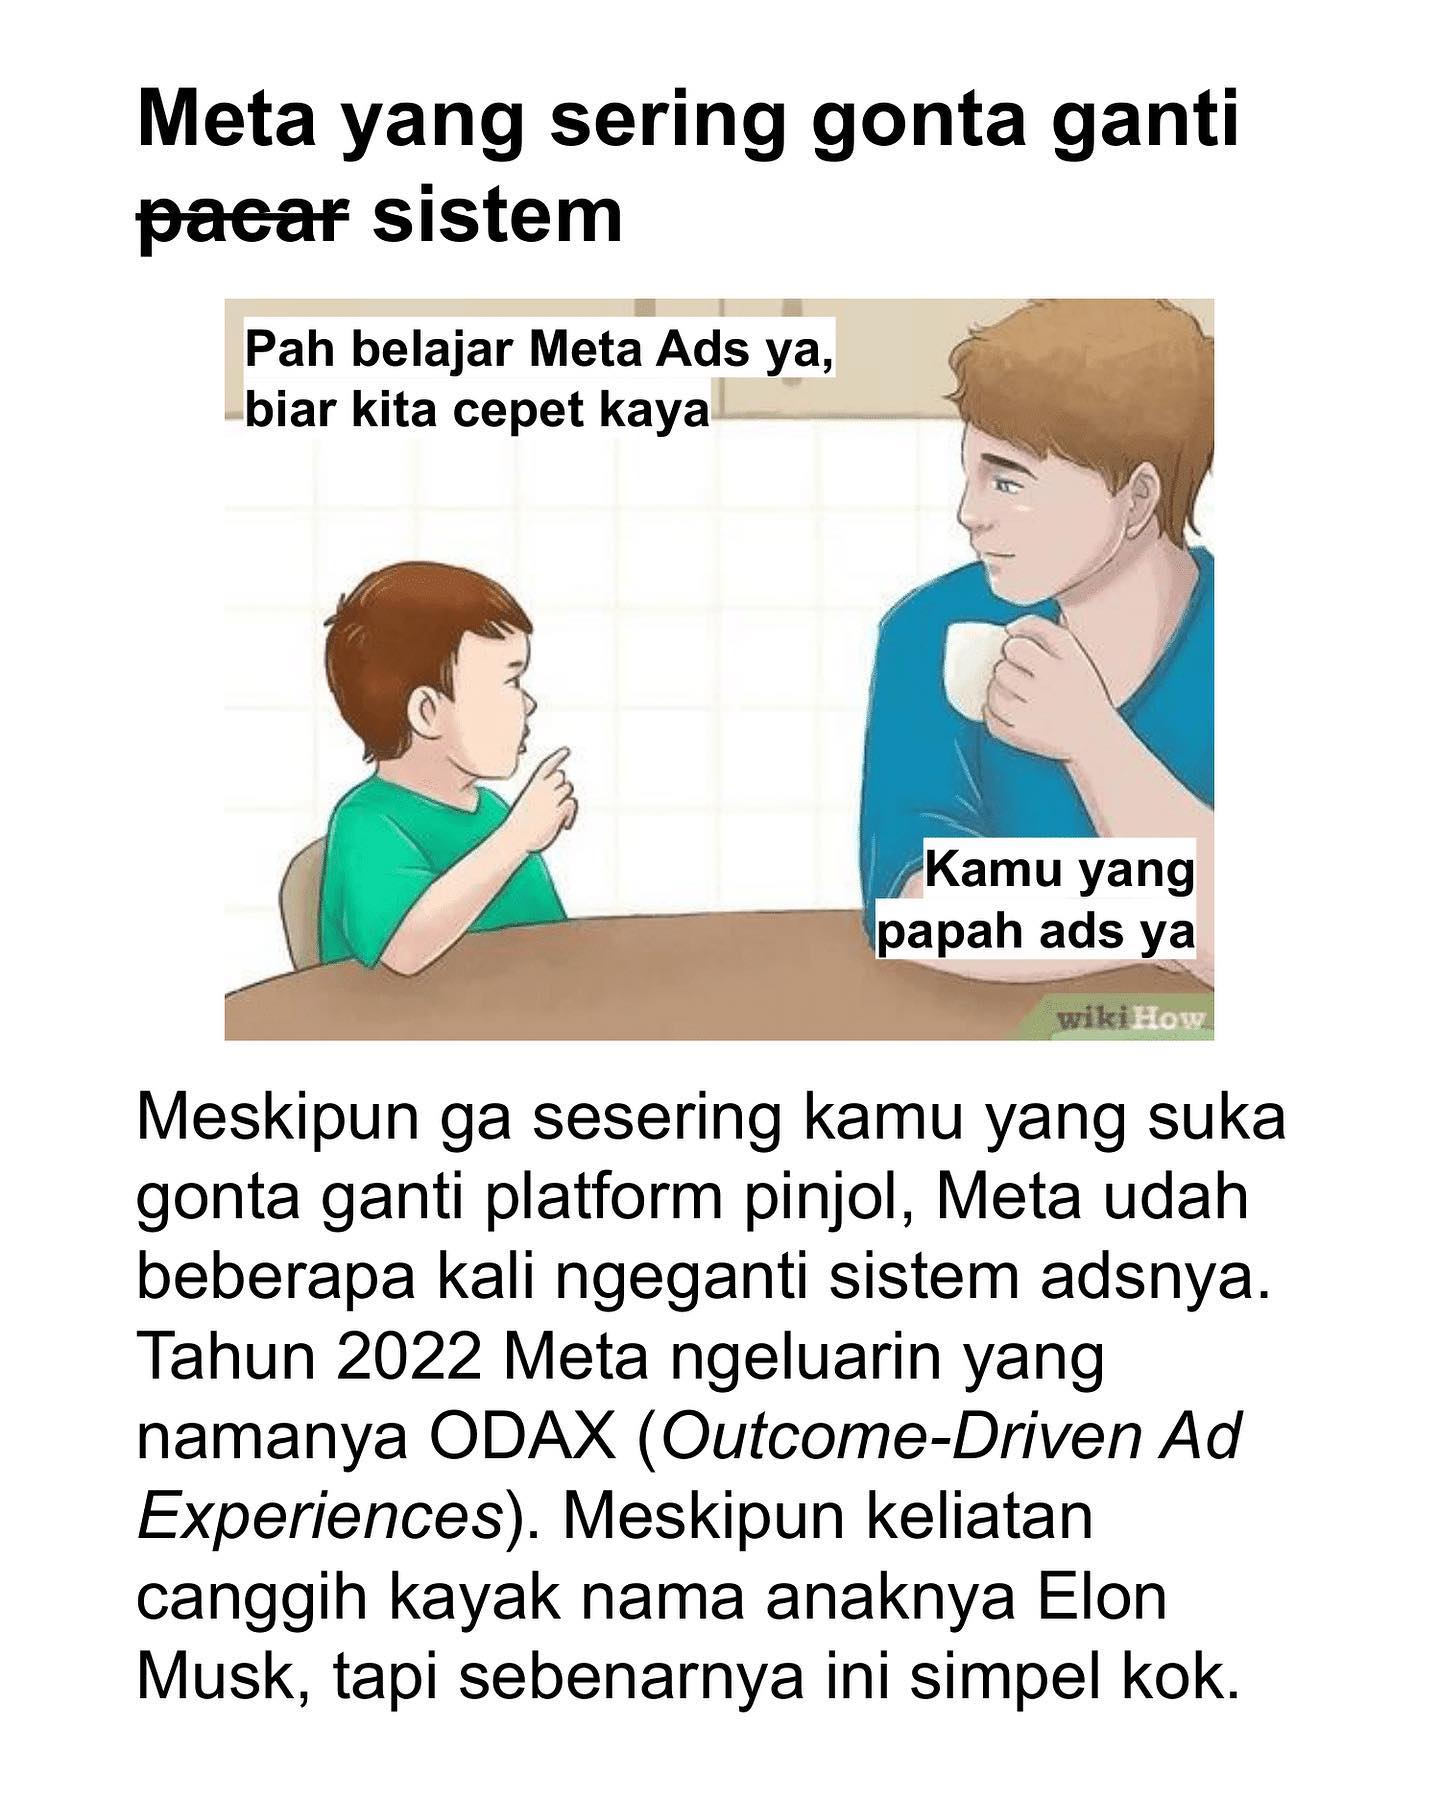 Meta yang sering gonta ganti
pacar sistem
Pah belajar Meta Ads ya,
biar kita cepet kaya
Kamu yang
papah ads ya
wikiHow
Meskipun ga sesering kamu yang suka
gonta ganti platform pinjol, Meta udah
beberapa kali ngeganti sistem adsnya.
Tahun 2022 Meta ngeluarin yang
namanya ODAX (Outcome-Driven Ad
Experiences). Meskipun keliatan
canggih kayak nama anaknya Elon
Musk, tapi sebenarnya ini simpel kok.